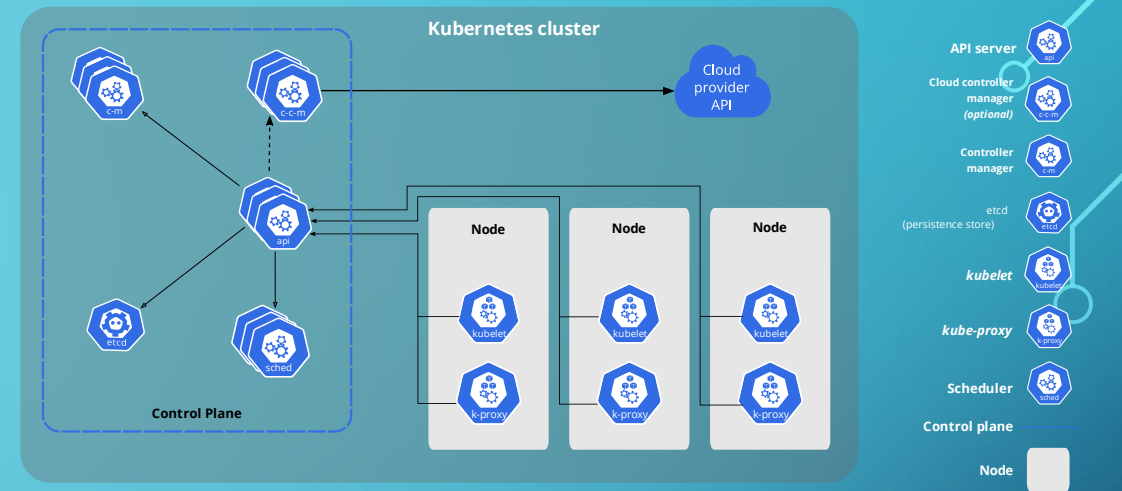 Kubernetes cluster
c-m
c-c-m
Cloud
provider
API
api
etcd
sched
Control Plane
Node
kubelet
k-proxy
Node
kubelet
k-proxy
Node
kubelet
k-proxy
API server
api
Cloud controller
manager
(optional)
c-c-m
Controller
manager
c-m
etcd
(persistence store)
etcd
kubelet
kubelet
kube-proxy
k-proxy
Scheduler
sched
Control plane
Node